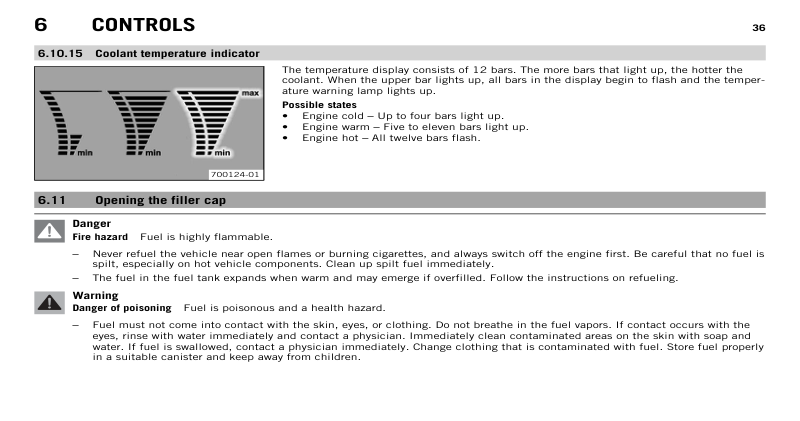 6 CONTROLS 36
6.10.15 Coolant temperature indicator
The temperature display consists of 12 bars. The more bars that light up, the hotter the
coolant. When the upper bar lights up, all bars in the display begin to flash and the temper-
ature warning lamp lights up.
Possible states
• Engine cold – Up to four bars light up.
• Engine warm – Five to eleven bars light up.
• Engine hot – All twelve bars flash.
max
min
min
min
700124-01
6.11 Opening the filler cap
Danger
Fire hazard Fuel is highly flammable.
– Never refuel the vehicle near open flames or burning cigarettes, and always switch off the engine first. Be careful that no fuel is
spilt, especially on hot vehicle components. Clean up spilt fuel immediately.
– The fuel in the fuel tank expands when warm and may emerge if overfilled. Follow the instructions on refueling.
Warning
Danger of poisoning Fuel is poisonous and a health hazard.
– Fuel must not come into contact with the skin, eyes, or clothing. Do not breathe in the fuel vapors. If contact occurs with the
eyes, rinse with water immediately and contact a physician. Immediately clean contaminated areas on the skin with soap and
water. If fuel is swallowed, contact a physician immediately. Change clothing that is contaminated with fuel. Store fuel properly
in a suitable canister and keep away from children.